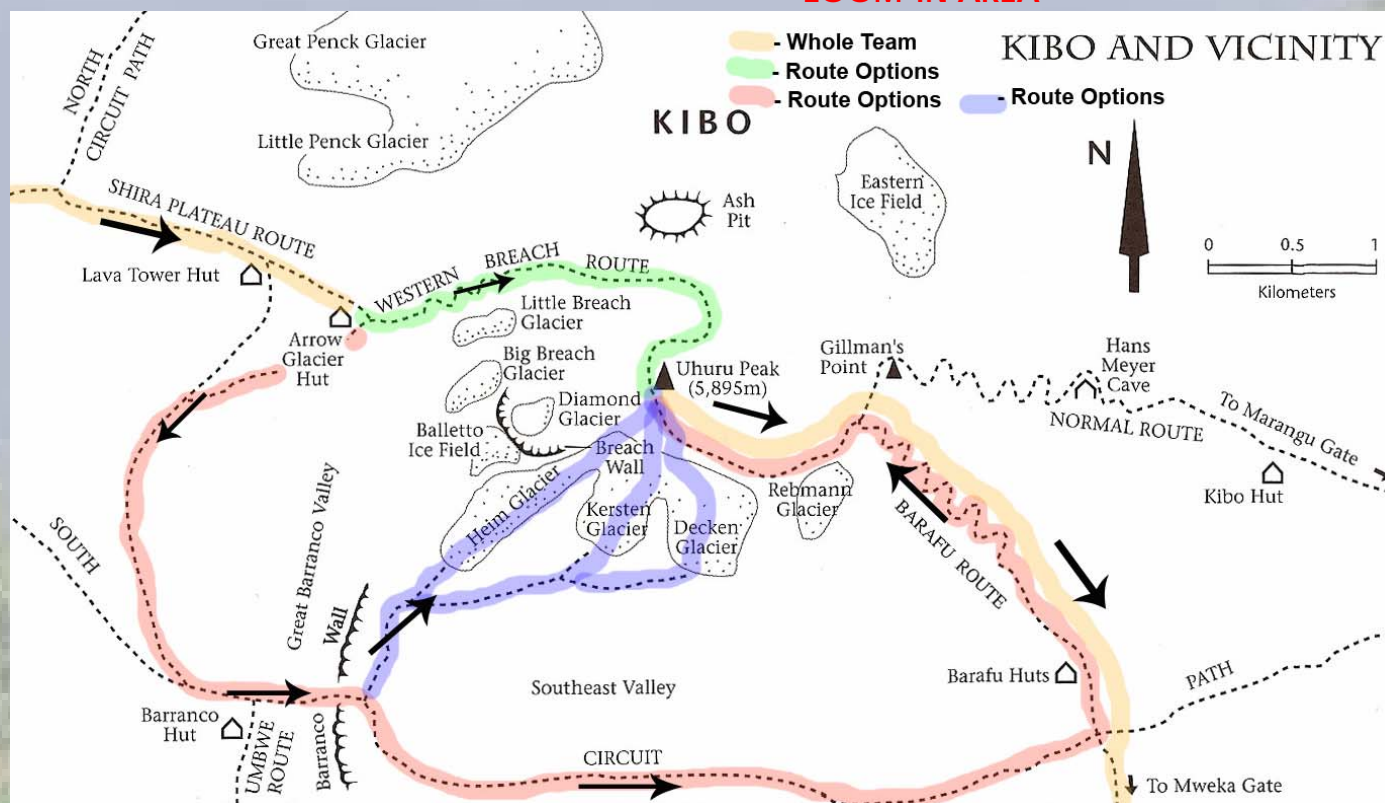 KIBO AND VICINITY
- Whole Team
- Route Options
- Route Options
- Route Options
KIBO
N
0 0.5 1
Kilometers
NORTH
CIRCUIT PATH
Great Penck Glacier
Little Penck Glacier
Ash
Pit
Eastern
Ice Field
SHIRA PLATEAU ROUTE
Lava Tower Hut
WESTERN BREACH ROUTE
Arrow
Glacier
Hut
Little Breach
Glacier
Big Breach
Glacier
Diamond
Glacier
Balletto
Ice Field
Breach
Wall
Uhuru Peak
(5,895m)
Gillman's
Point
Hans
Meyer
Cave
NORMAL ROUTE
To Marangu Gate
Kibo Hut
Heim Glacier
Kersten
Glacier
Decken
Glacier
Rebmann
Glacier
BARAFU ROUTE
Great Barranco Valley
SOUTH
Wall
Barranco
Southeast Valley
Barafu Huts
PATH
Barranco
Hut
UMBWE
ROUTE
CIRCUIT
To Mweka Gate